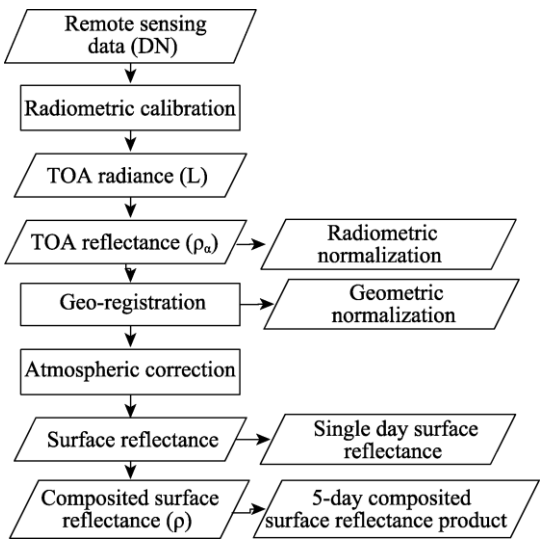 Remote sensing
data (DN)
Radiometric calibration
TOA radiance (L)
TOA reflectance (ρα)
Radiometric
normalization
Geo-registration
Geometric
normalization
Atmospheric correction
Surface reflectance
Single day surface
reflectance
Composited surface
reflectance (ρ)
5-day composited
surface reflectance product